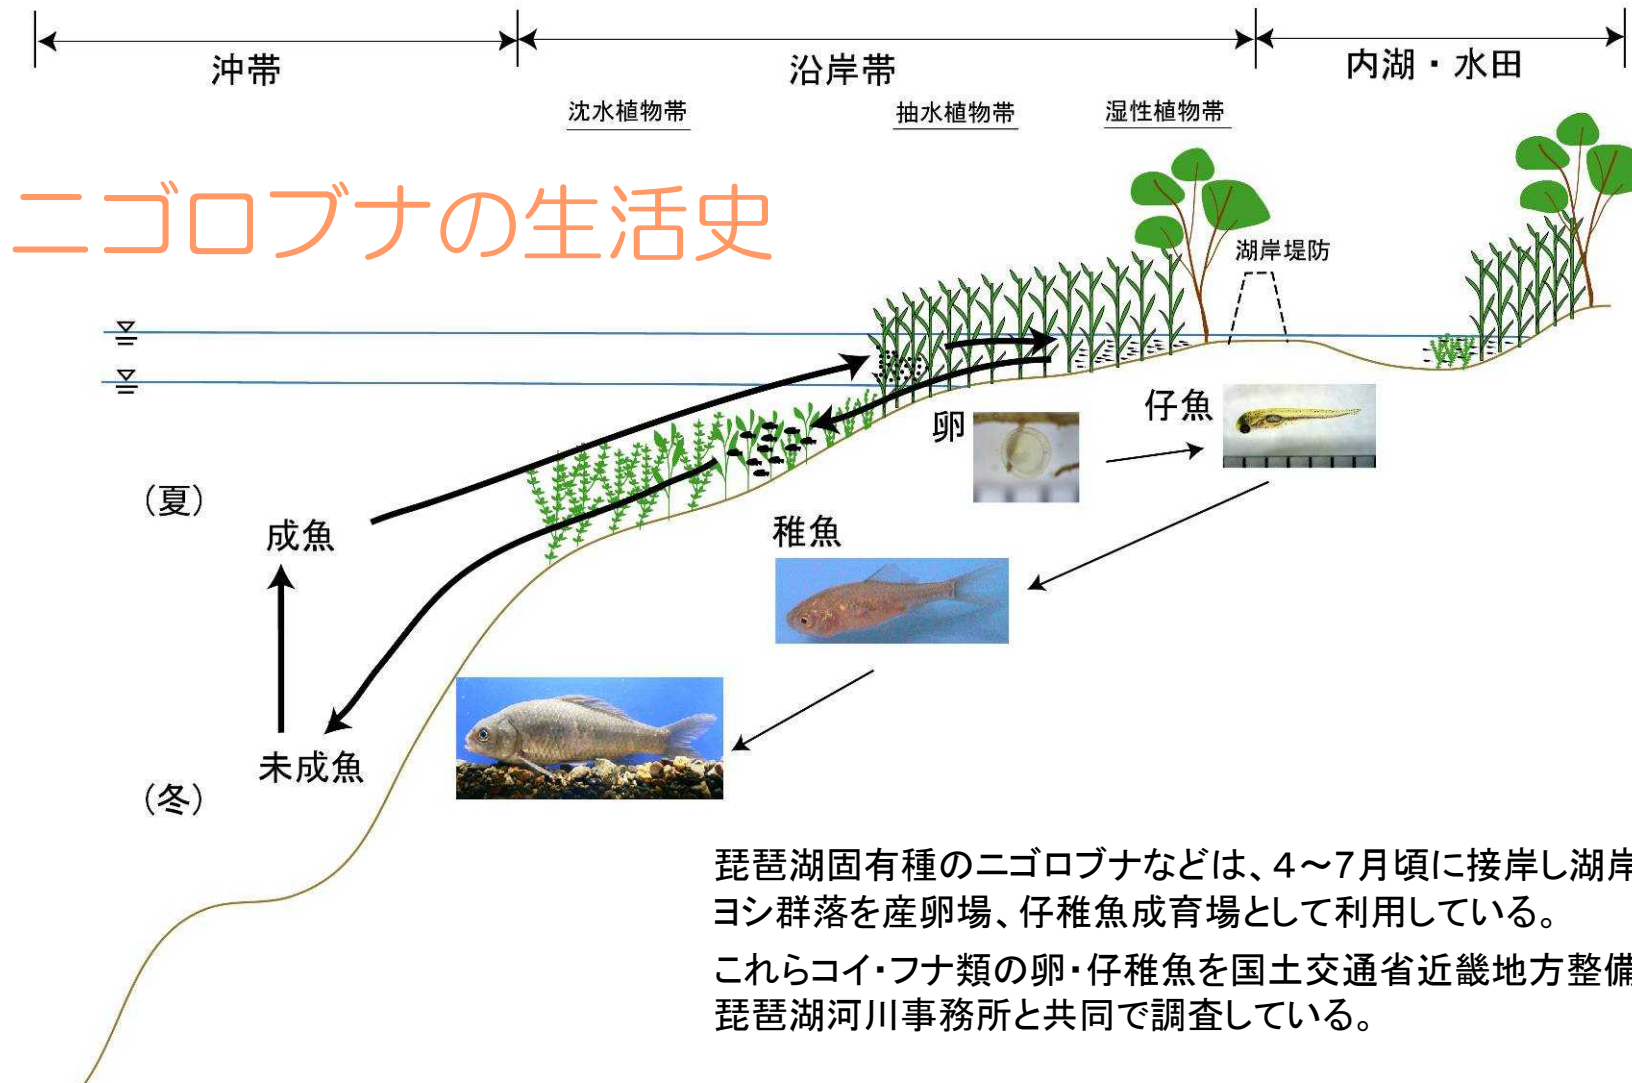 沖帯
沿岸帯
内湖・水田
沈水植物帯
抽水植物帯
湿性植物帯
ニゴロブナの生活史
湖岸堤防
卵
仔魚
(夏)
成魚
稚魚
未成魚
(冬)
琵琶湖固有種のニゴロブナなどは、4～7月頃に接岸し湖岸
ヨシ群落を産卵場、仔稚魚成育場として利用している。
これらコイ・フナ類の卵・仔稚魚を国土交通省近畿地方整備
琵琶湖河川事務所と共同で調査している。